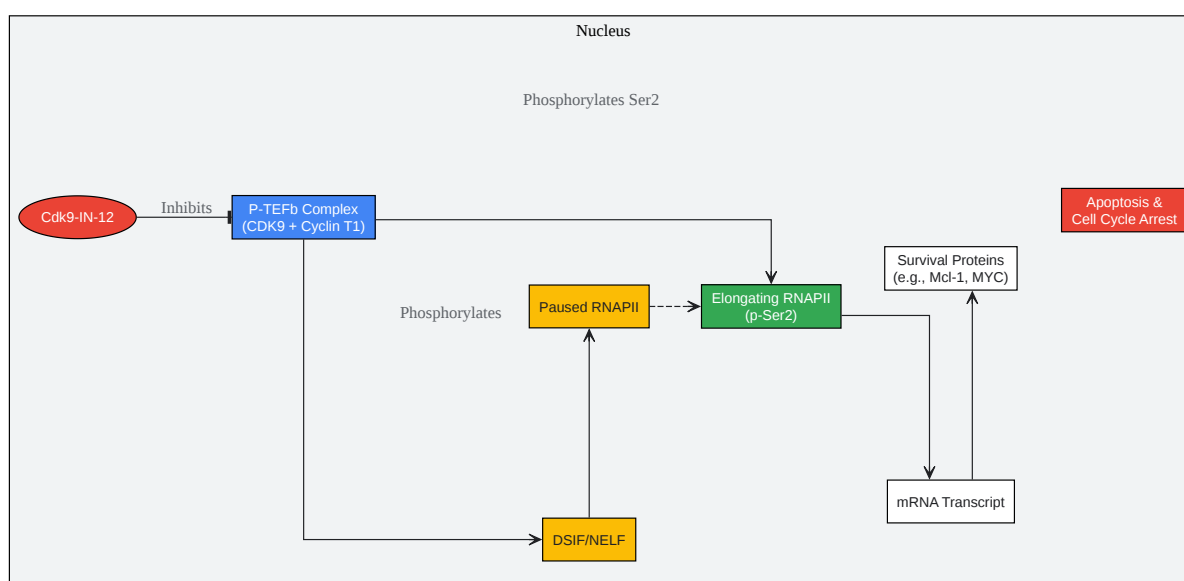 Nucleus
Phosphorylates Ser2
Cdk9-IN-12
Inhibits
P-TEFb Complex
(CDK9 + Cyclin T1)
Apoptosis &
Cell Cycle Arrest
Survival Proteins
(e.g., Mcl-1, MYC)
Phosphorylates
Paused RNAPII
Elongating RNAPII
(p-Ser2)
mRNA Transcript
DSIF/NELF